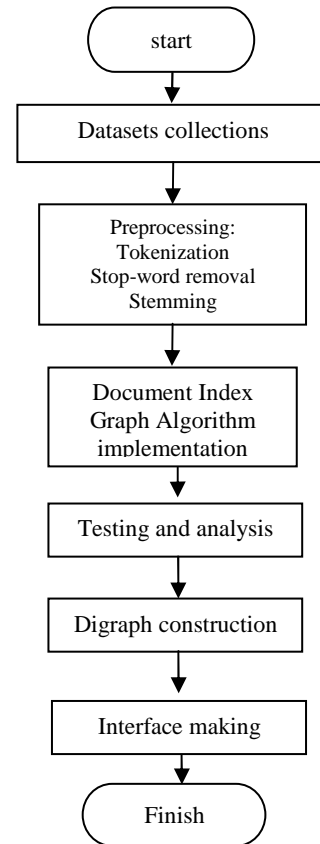 start
Datasets collections
Preprocessing:
Tokenization
Stop-word removal
Stemming
Document Index
Graph Algorithm
implementation
Testing and analysis
Digraph construction
Interface making
Finish